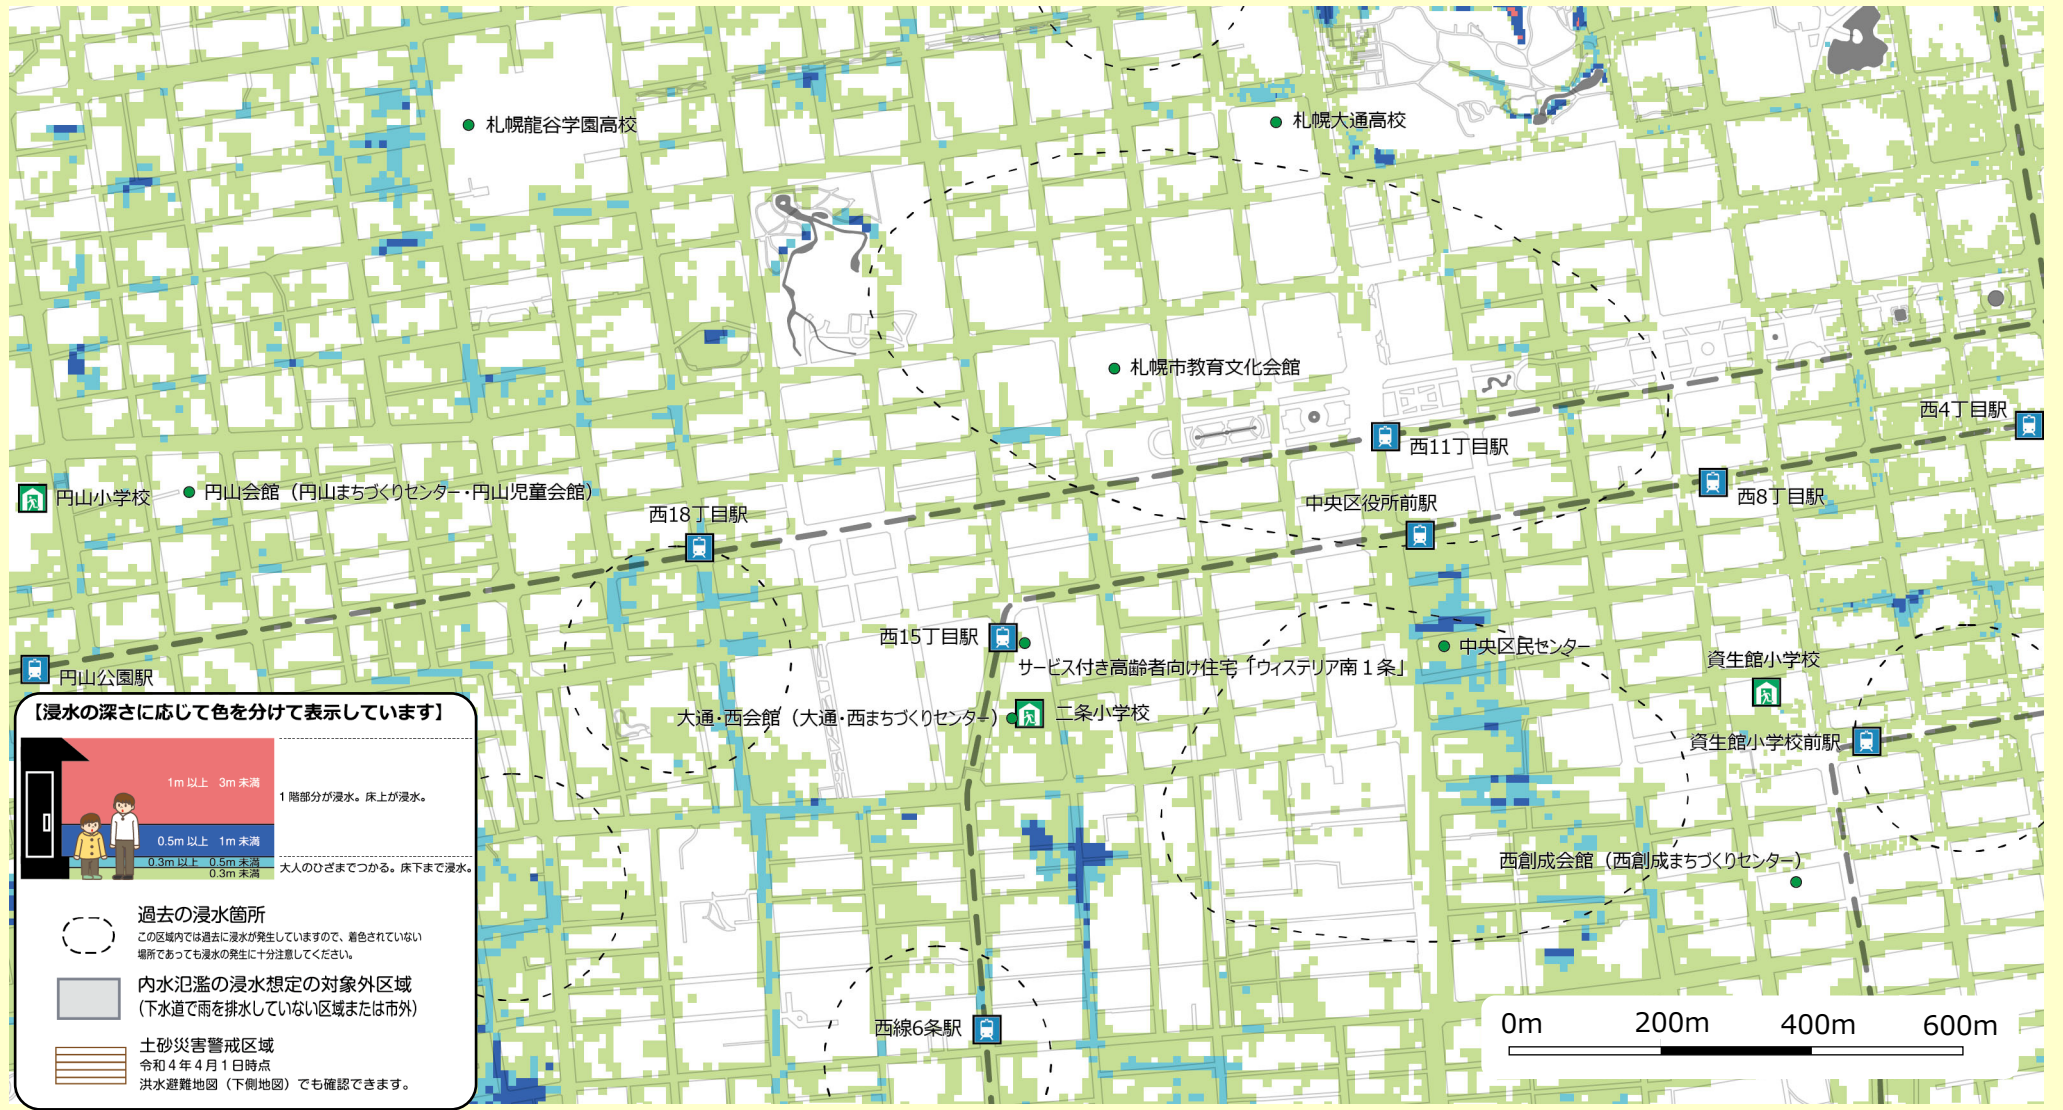 札幌龍谷学園高校
札幌大通高校
札幌市教育文化会館
西4丁目駅
西11丁目駅
円山小学校
円山会館（円山まちづくりセンター・円山児童会館）
西18丁目駅
中央区役所前駅
西8丁目駅
西15丁目駅
サービス付き高齢者向け住宅「ウィステリア南１条」
中央区民センター
資生館小学校
円山公園駅
大通・西会館（大通・西まちづくりセンター）
二条小学校
資生館小学校前駅
西創成会館（西創成まちづくりセンター）
西線6条駅
0m 200m 400m 600m
【浸水の深さに応じて色を分けて表示しています】
1m 以上 3m 未満
1 階部分が浸水。床上が浸水。
0.5m 以上 1m 未満
0.3m 以上 0.5m 未満
0.3m 未満
大人のひざまでつかる。床下まで浸水。
過去の浸水箇所
この区域内では過去に浸水が発生していますので、着色されていない
場所であっても浸水の発生に十分注意してください。
内水氾濫の浸水想定の対象外区域
（下水道で雨を排水していない区域または市外）
土砂災害警戒区域
令和４年４月１日時点
洪水避難地図（下側地図）でも確認できます。